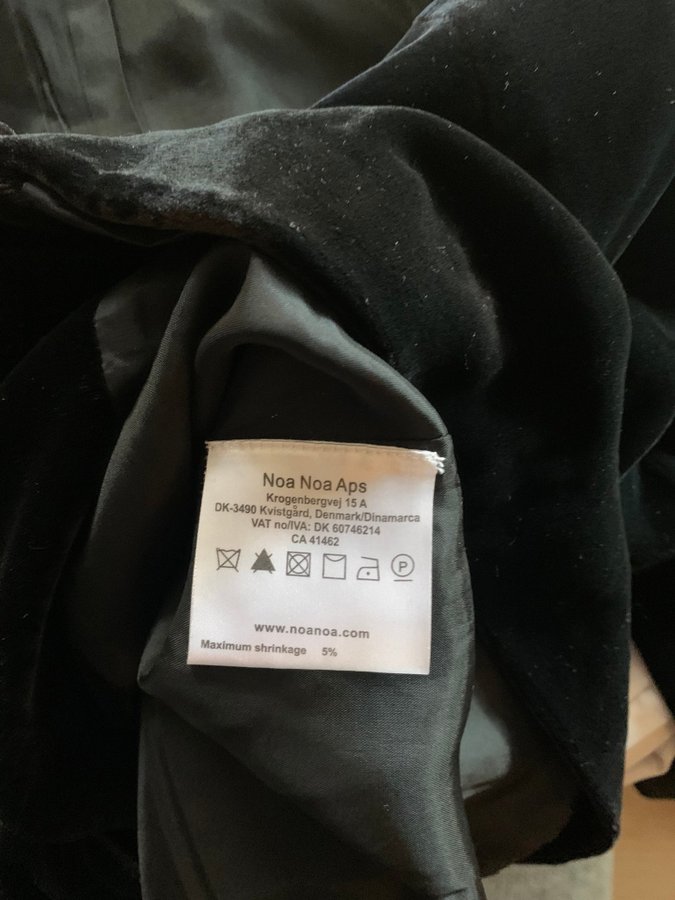 Noa Noa Aps
Krogenbergvej 15 A
DK-3490 Kvistgård, Denmark/Dinamarca
VAT no/IVA: DK 60746214
CA 41462
P
www.noanoa.com
Maximum shrinkage 5%